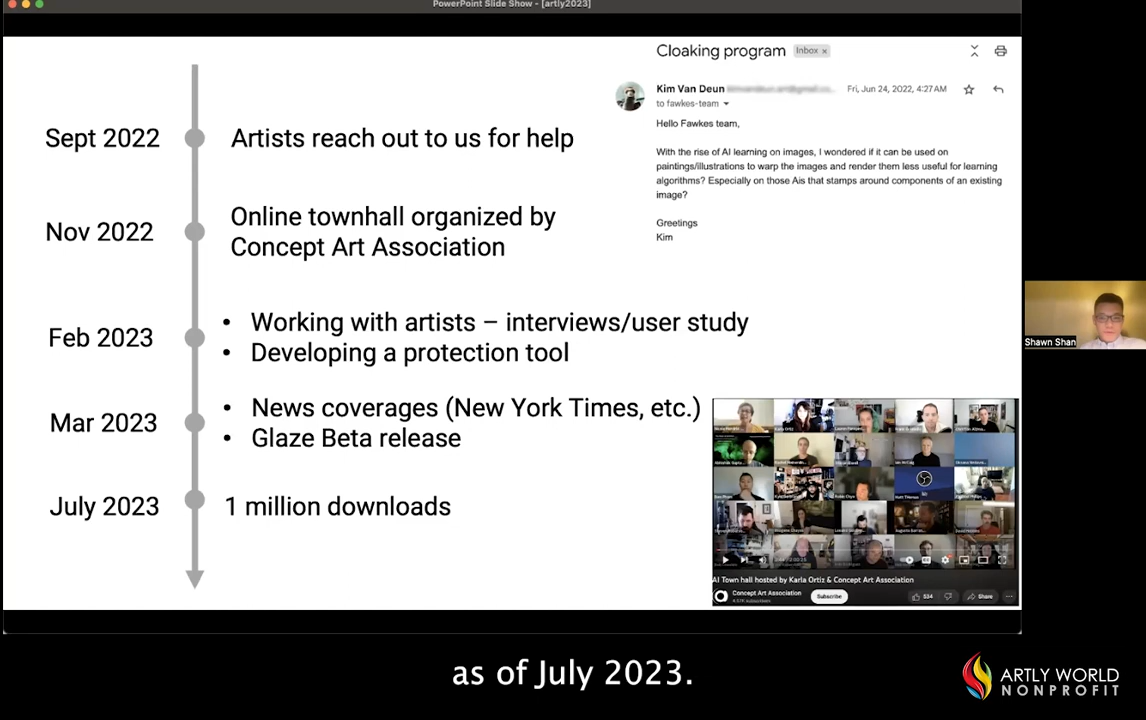 PowerPoint Slide Show - [artly2023]
Cloaking program Inbox ×
Kim Van Deun
Fri, Jun 24, 2022, 4:27 AM
to fawkes-team
Hello Fawkes team,
With the rise of AI learning on images, I wondered if it can be used on
paintings/illustrations to warp the images and render them less useful for learning
algorithms? Especially on those Ais that stamps around components of an existing
image?
Greetings
Kim
Sept 2022
Artists reach out to us for help
Nov 2022
Online townhall organized by
Concept Art Association
Feb 2023
• Working with artists – interviews/user study
• Developing a protection tool
Mar 2023
• News coverages (New York Times, etc.)
• Glaze Beta release
July 2023
1 million downloads
AI Town hall hosted by Karla Ortiz & Concept Art Association
Concept Art Association
Subscribe
534
Share
Shawn Shan
as of July 2023.
ARTLY WORLD
NONPROFIT